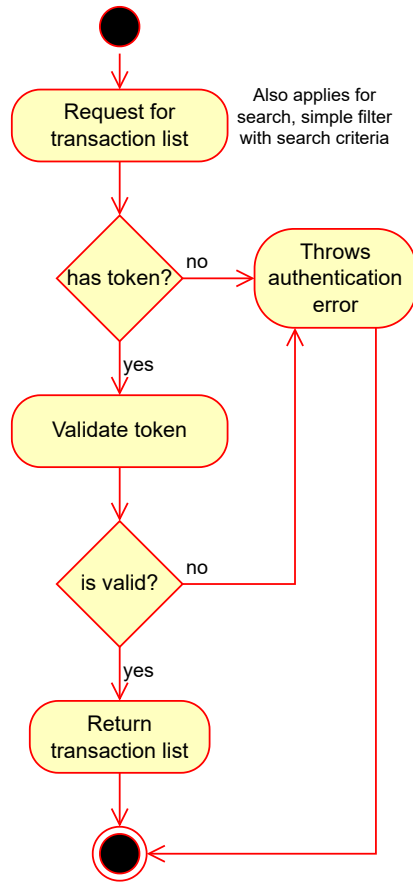 Request for
transaction list
Also applies for
search, simple filter
with search criteria
has token?
no
Throws
authentication
error
yes
Validate token
is valid?
no
yes
Return
transaction list